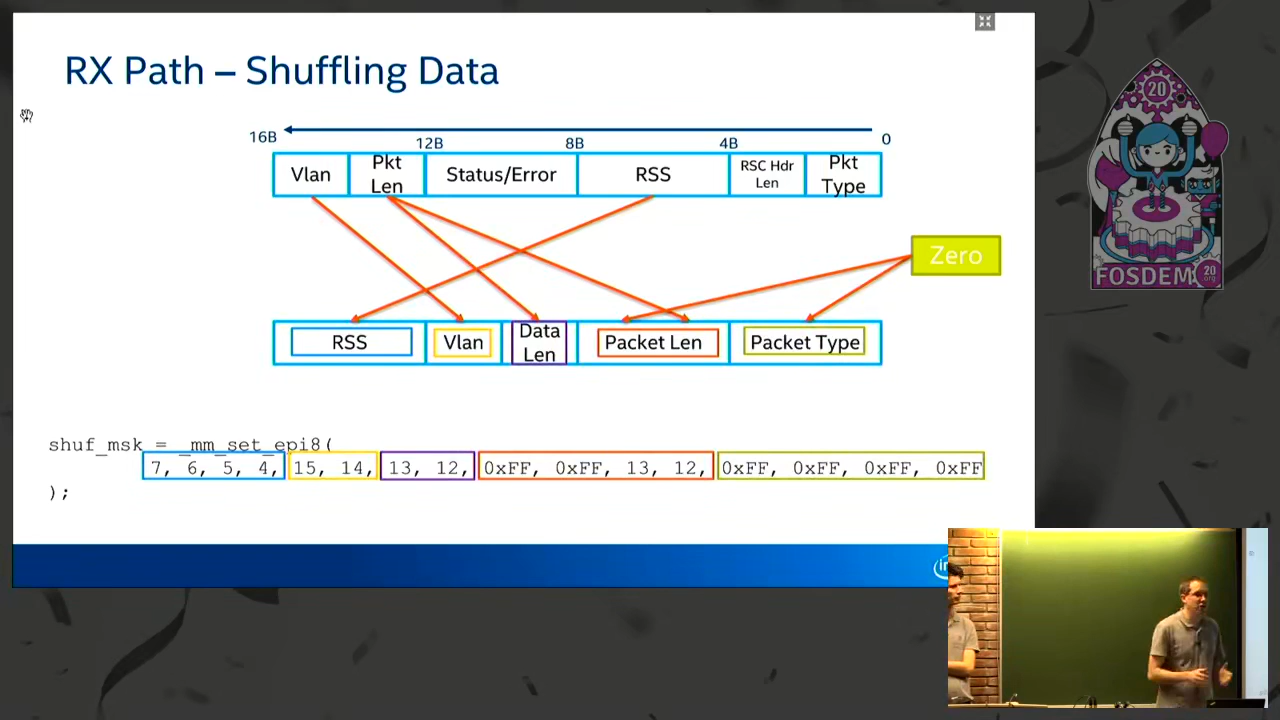 RX Path – Shuffling Data
16B 12B 8B 4B 0
Vlan
Pkt
Len
Status/Error
RSS
RSC Hdr
Len
Pkt
Type
Zero
RSS
Vlan
Data
Len
Packet Len
Packet Type
shuf_msk = _mm_set_epi8(
7, 6, 5, 4, 15, 14, 13, 12, 0xFF, 0xFF, 13, 12, 0xFF, 0xFF, 0xFF, 0xFF
);
20
FOSDEM 20
.org